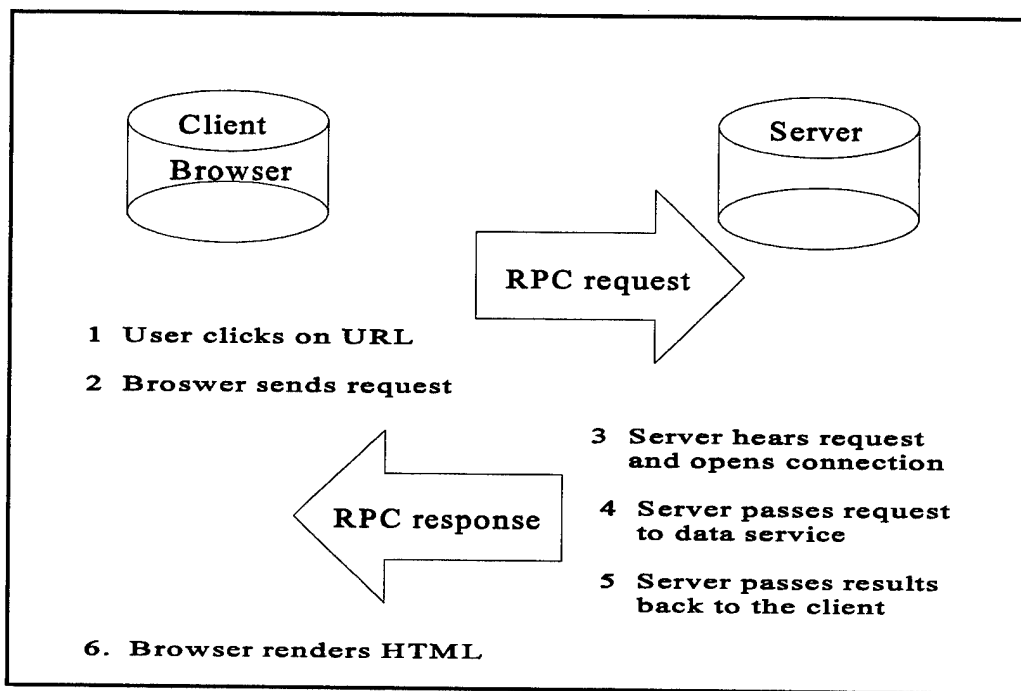 Client
Browser
Server
RPC request
1 User clicks on URL
2 Broswer sends request
3 Server hears request
and opens connection
RPC response
4 Server passes request
to data service
5 Server passes results
back to the client
6. Browser renders HTML